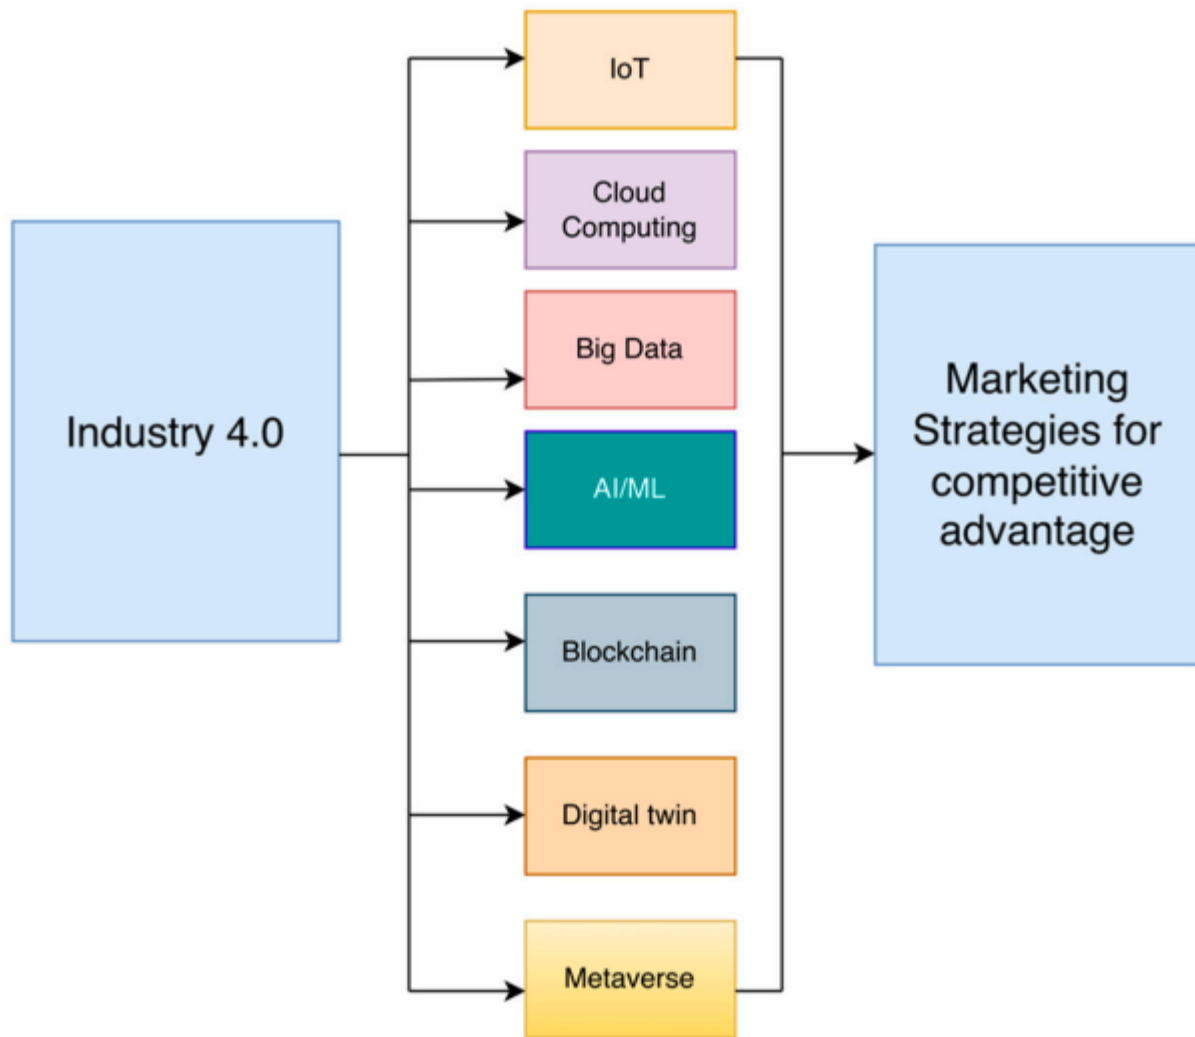 IoT
Cloud
Computing
Big Data
Industry 4.0
AI/ML
Blockchain
Digital twin
Metaverse
Marketing
Strategies for
competitive
advantage